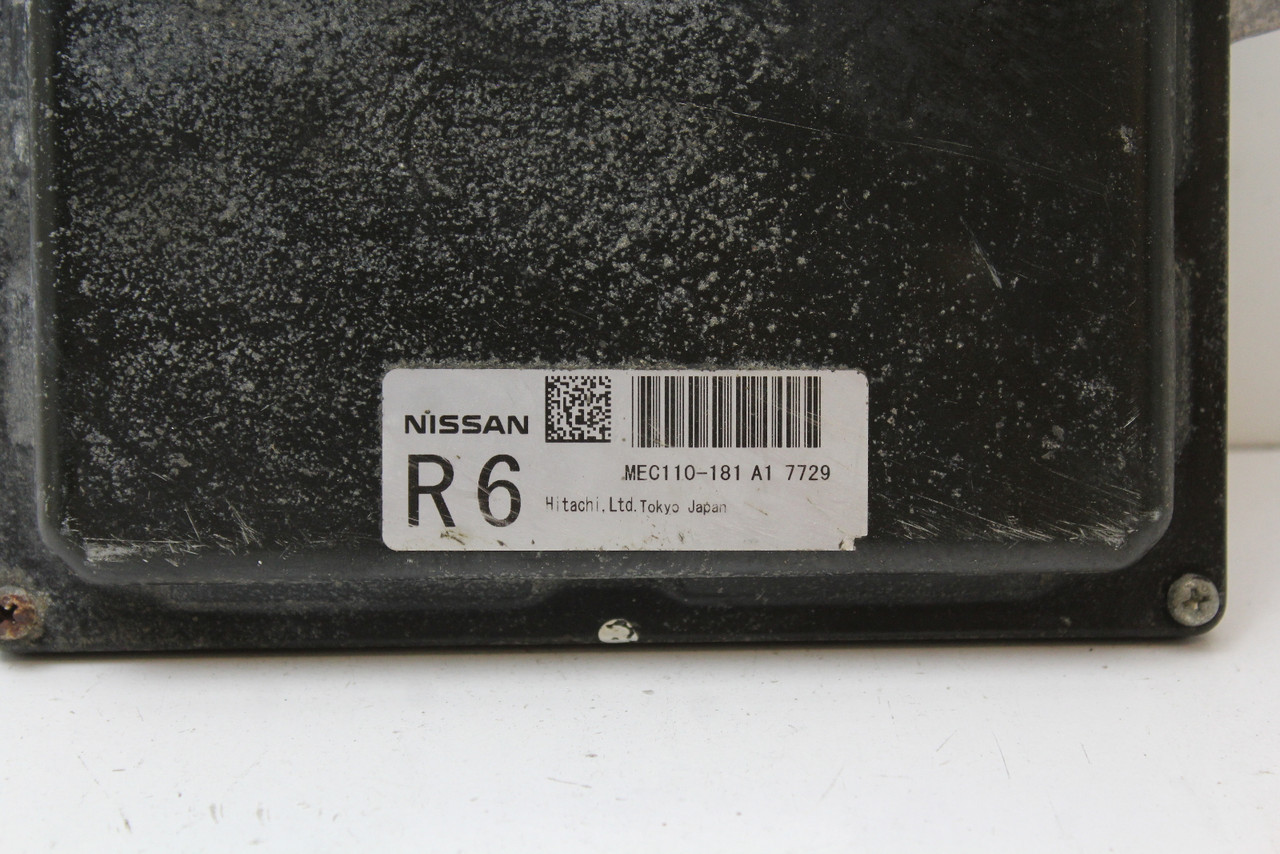 NISSAN
R6
MEC110-181 A1 7729
Hitachi,Ltd.Tokyo Japan